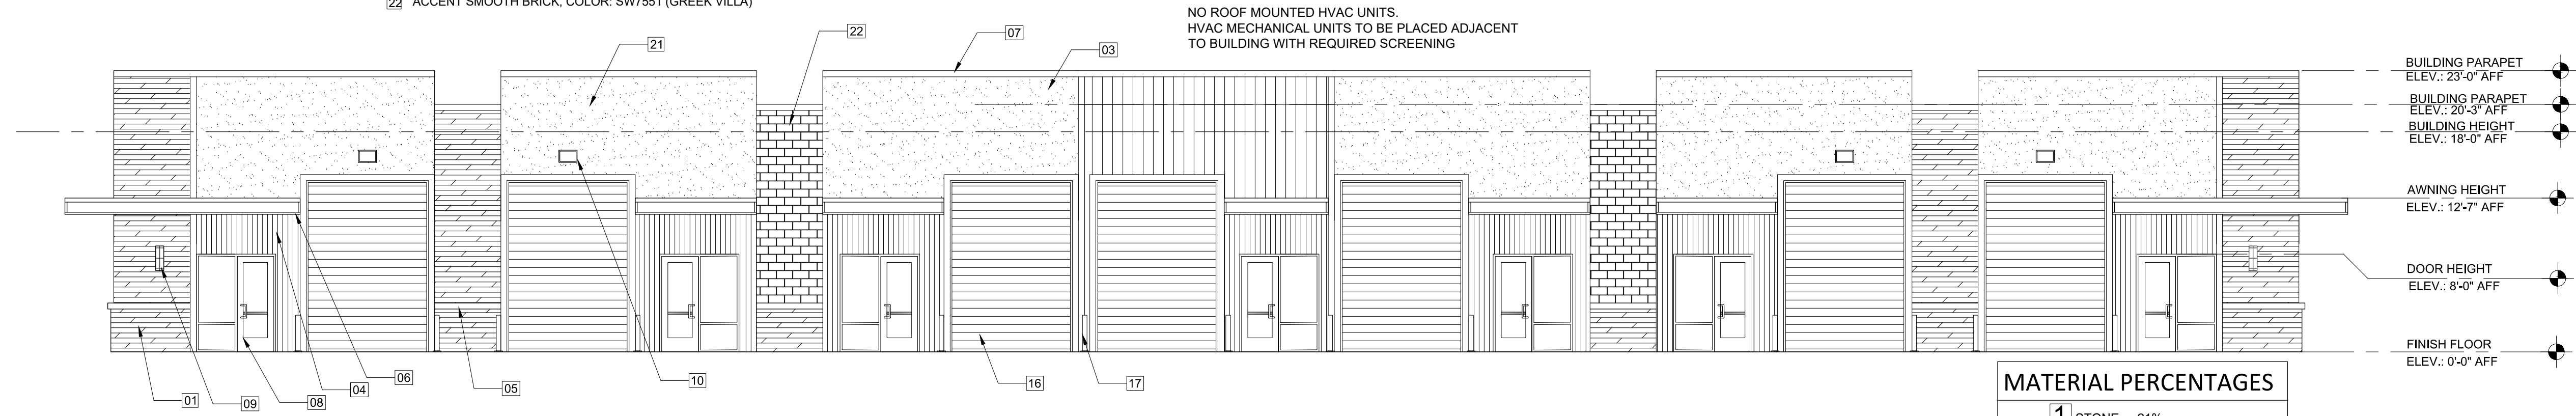 22 ACCENT SMOOTH BRICK, COLOR: SW7551 (GREEK VILLA)
NO ROOF MOUNTED HVAC UNITS.
HVAC MECHANICAL UNITS TO BE PLACED ADJACENT
TO BUILDING WITH REQUIRED SCREENING
21
22
07
03
BUILDING PARAPET
ELEV.: 23'-0" AFF
BUILDING PARAPET
ELEV.: 20'-3" AFF
BUILDING HEIGHT
ELEV.: 18'-0" AFF
AWNING HEIGHT
ELEV.: 12'-7" AFF
DOOR HEIGHT
ELEV.: 8'-0" AFF
FINISH FLOOR
ELEV.: 0'-0" AFF
01
09
08
04
06
05
10
16
17
MATERIAL PERCENTAGES
1 STONE